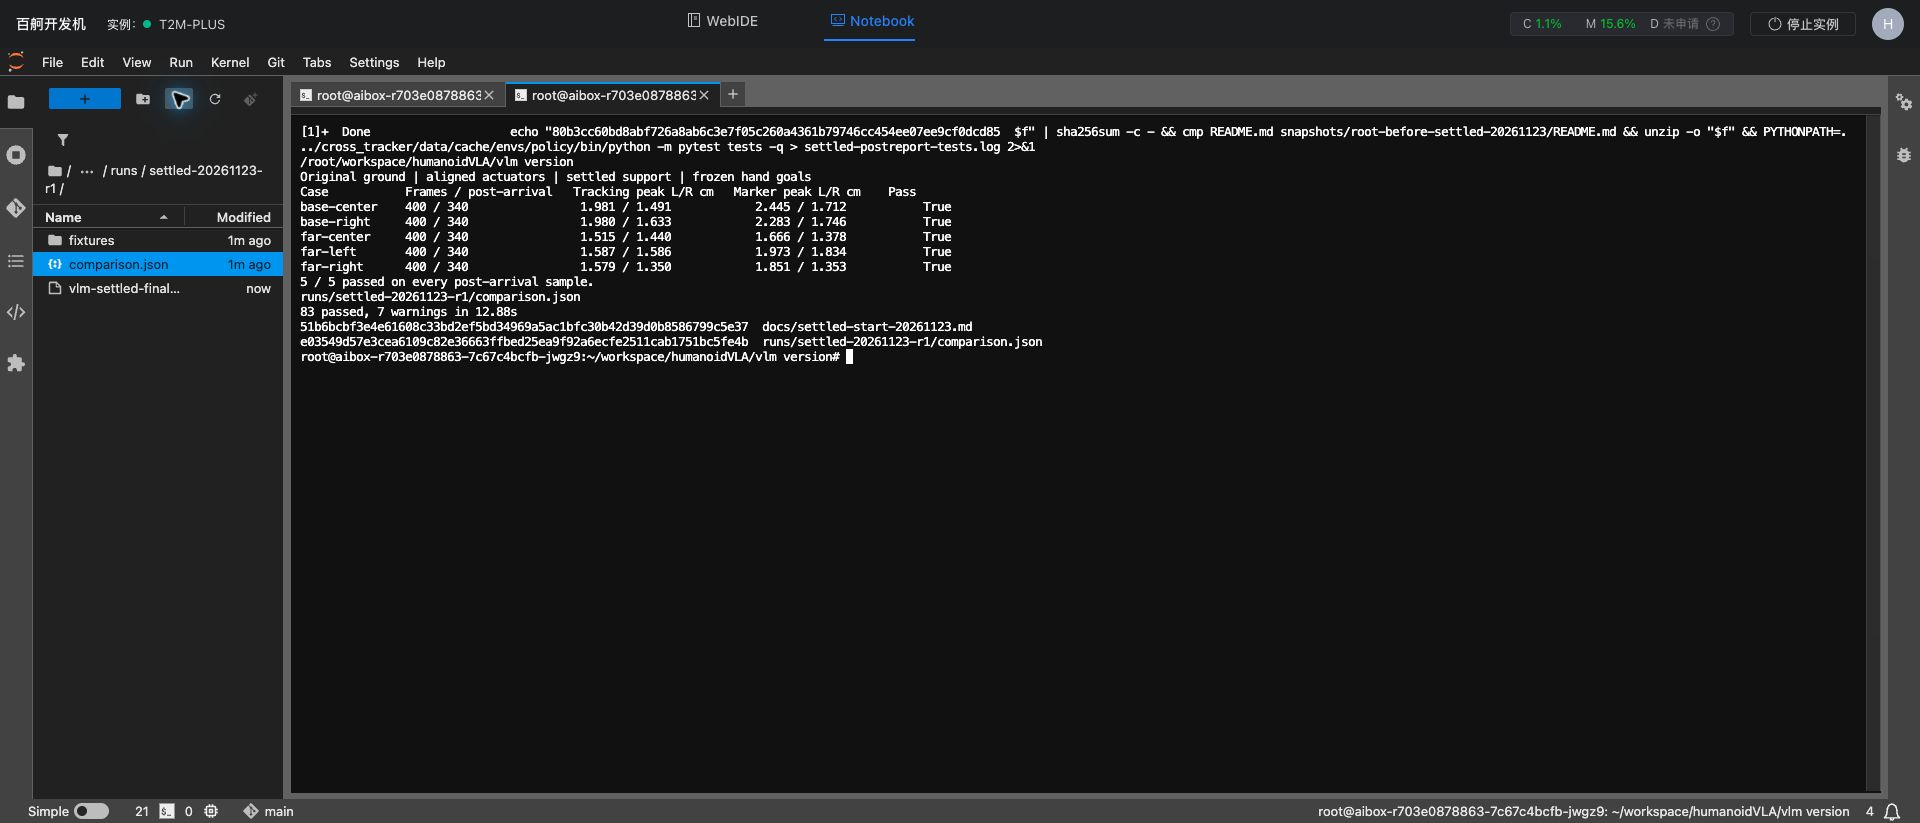 百舸开发机 实例: T2M-PLUS WebIDE Notebook C 1.1% M 15.6% D 未申请 停止实例 H
File Edit View Run Kernel Git Tabs Settings Help
root@aibox-r703e0878863 root@aibox-r703e0878863
/ ... / runs / settled-20261123-
r1 /
Name Modified
fixtures 1m ago
comparison.json 1m ago
vlm-settled-final... now
[1]+  Done                    echo "80b3cc60bd8abf726a8ab6c3e7f05c260a4361b79746cc454ee07ee9cf0dcd85  $f" | sha256sum -c - && cmp README.md snapshots/root-before-settled-20261123/README.md && unzip -o "$f" && PYTHONPATH=.
../cross_tracker/data/cache/envs/policy/bin/python -m pytest tests -q > settled-postreport-tests.log 2>&1
/root/workspace/humanoidVLA/vlm version
Original ground | aligned actuators | settled support | frozen hand goals
Case           Frames / post-arrival   Tracking peak L/R cm   Marker peak L/R cm    Pass
base-center    400 / 340                1.981 / 1.491            2.445 / 1.712           True
base-right     400 / 340                1.980 / 1.633            2.283 / 1.746           True
far-center     400 / 340                1.515 / 1.440            1.666 / 1.378           True
far-left       400 / 340                1.587 / 1.586            1.973 / 1.834           True
far-right      400 / 340                1.579 / 1.350            1.851 / 1.353           True
5 / 5 passed on every post-arrival sample.
runs/settled-20261123-r1/comparison.json
83 passed, 7 warnings in 12.88s
51b6bcbf3e4e61608c33bd2ef5bd34969a5ac1bfc30b42d39d0b8586799c5e37  docs/settled-start-20261123.md
e03549d57e3cea6109c82e36663ffbed25ea9f92a6ecfe2511cab1751bc5fe4b  runs/settled-20261123-r1/comparison.json
root@aibox-r703e0878863-7c67c4bcfb-jwgz9:~/workspace/humanoidVLA/vlm version#
Simple 21 0 main root@aibox-r703e0878863-7c67c4bcfb-jwgz9: ~/workspace/humanoidVLA/vlm version 4